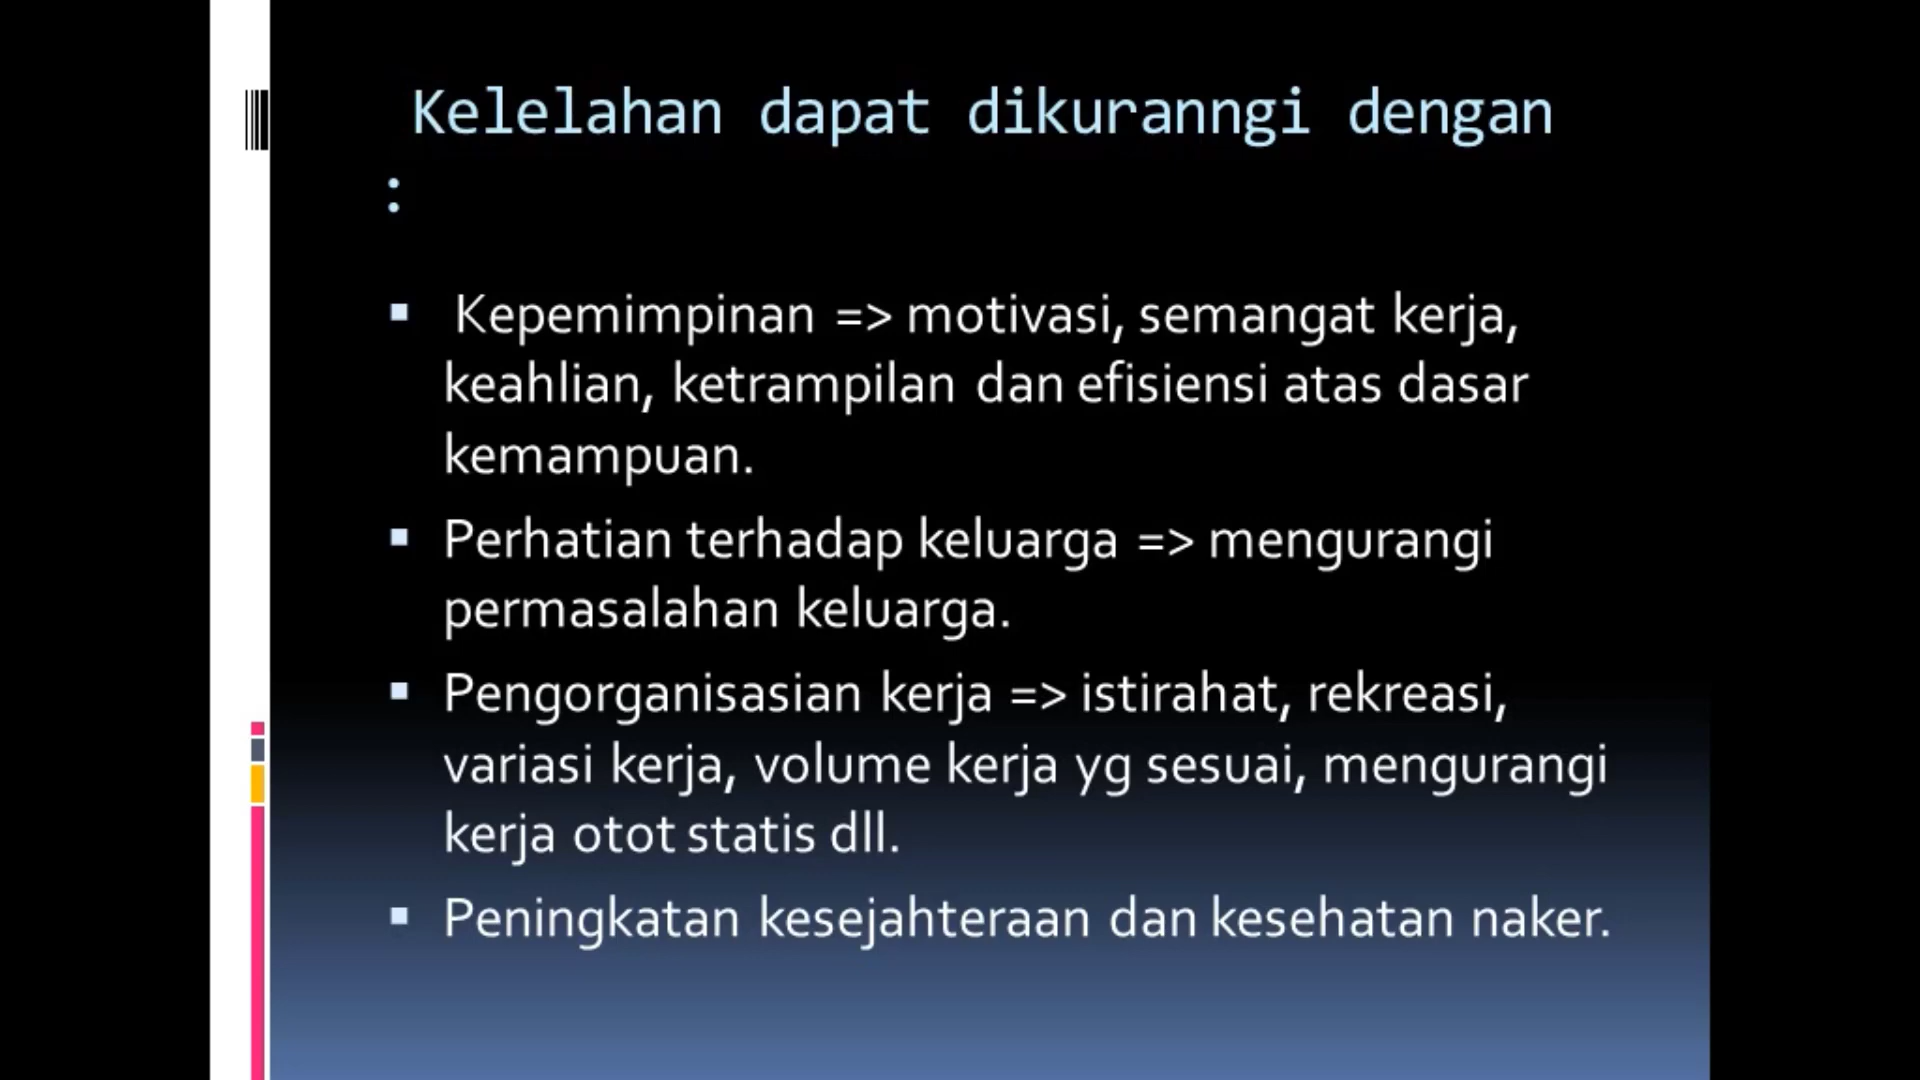 Kelelahan dapat dikuranngi dengan
:
▪ Kepemimpinan => motivasi, semangat kerja,
keahlian, ketrampilan dan efisiensi atas dasar
kemampuan.
▪ Perhatian terhadap keluarga => mengurangi
permasalahan keluarga.
▪ Pengorganisasian kerja => istirahat, rekreasi,
variasi kerja, volume kerja yg sesuai, mengurangi
kerja otot statis dll.
▪ Peningkatan kesejahteraan dan kesehatan naker.